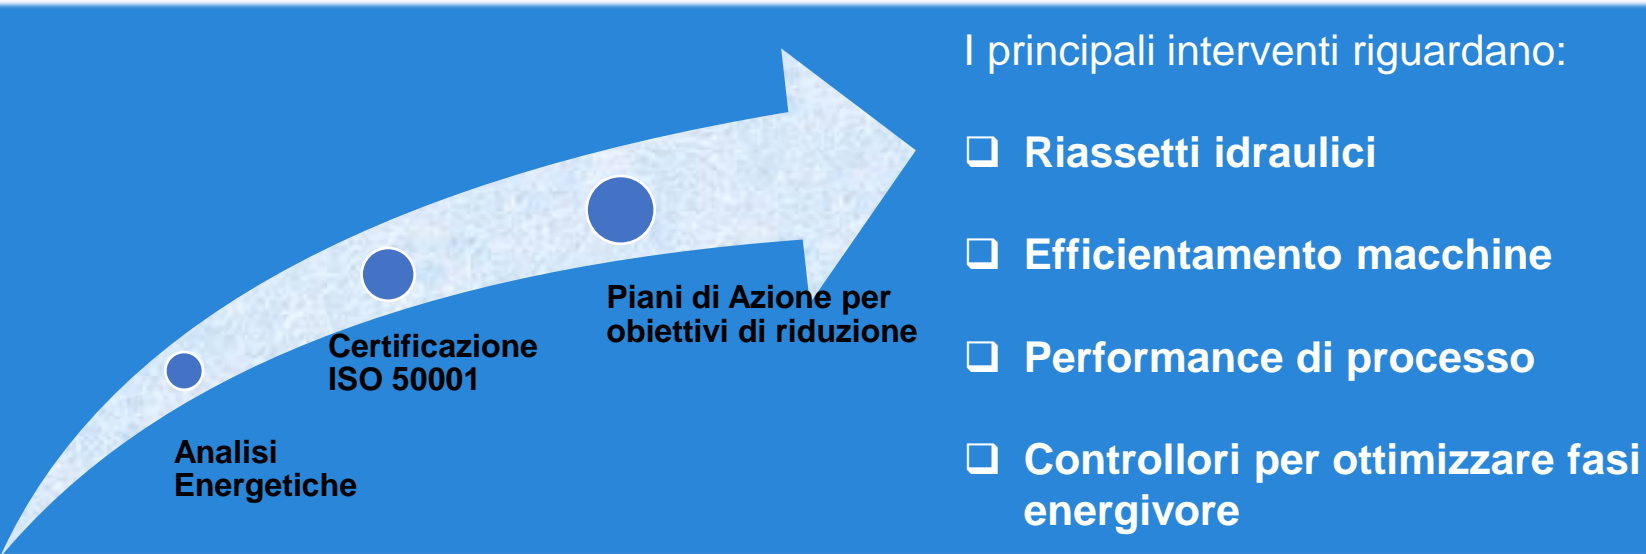 Analisi
Energetiche
Certificazione
ISO 50001
Piani di Azione per
obiettivi di riduzione
I principali interventi riguardano:
❑ Riassetti idraulici
❑ Efficientamento macchine
❑ Performance di processo
❑ Controllori per ottimizzare fasi
energivore